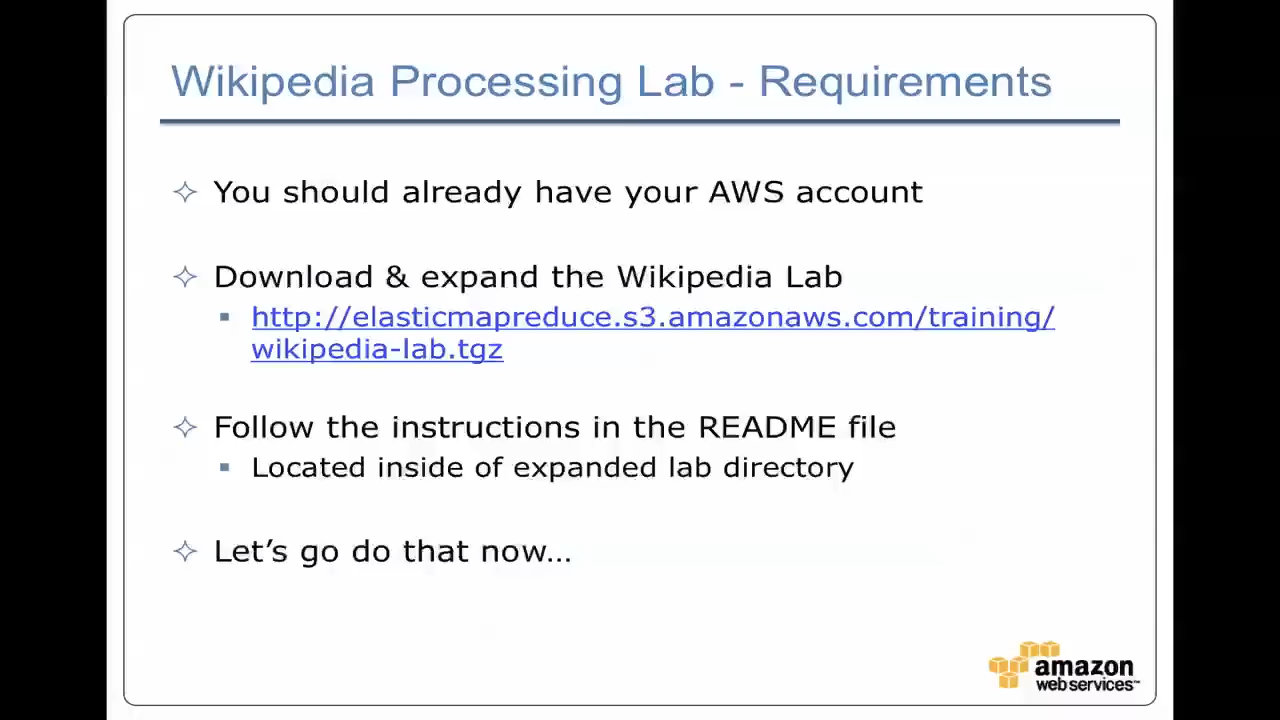 Wikipedia Processing Lab - Requirements
You should already have your AWS account
Download & expand the Wikipedia Lab
http://elasticmapreduce.s3.amazonaws.com/training/
wikipedia-lab.tgz
Follow the instructions in the README file
Located inside of expanded lab directory
Let’s go do that now…
amazon
webservices™